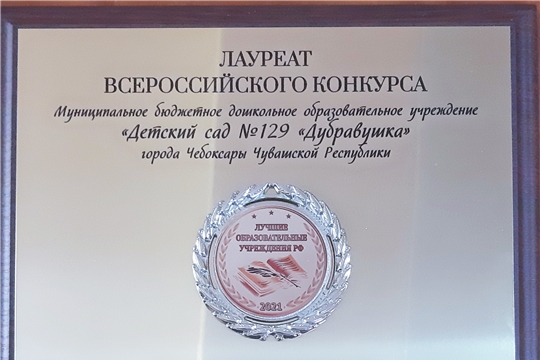 ЛАУРЕАТ
ВСЕРОССИЙСКОГО КОНКУРСА
Муниципальное бюджетное дошкольное образовательное учреждение
«Детский сад №129 «Дубравушка»
города Чебоксары Чувашской Республики
ЛУЧШИЕ
ОБРАЗОВАТЕЛЬНЫЕ
УЧРЕЖДЕНИЯ РФ
2021